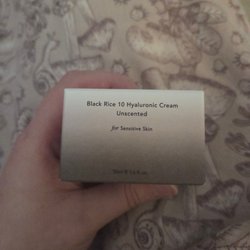 Black Rice 10 Hyaluronic Cream
Unscented
for Sensitive Skin